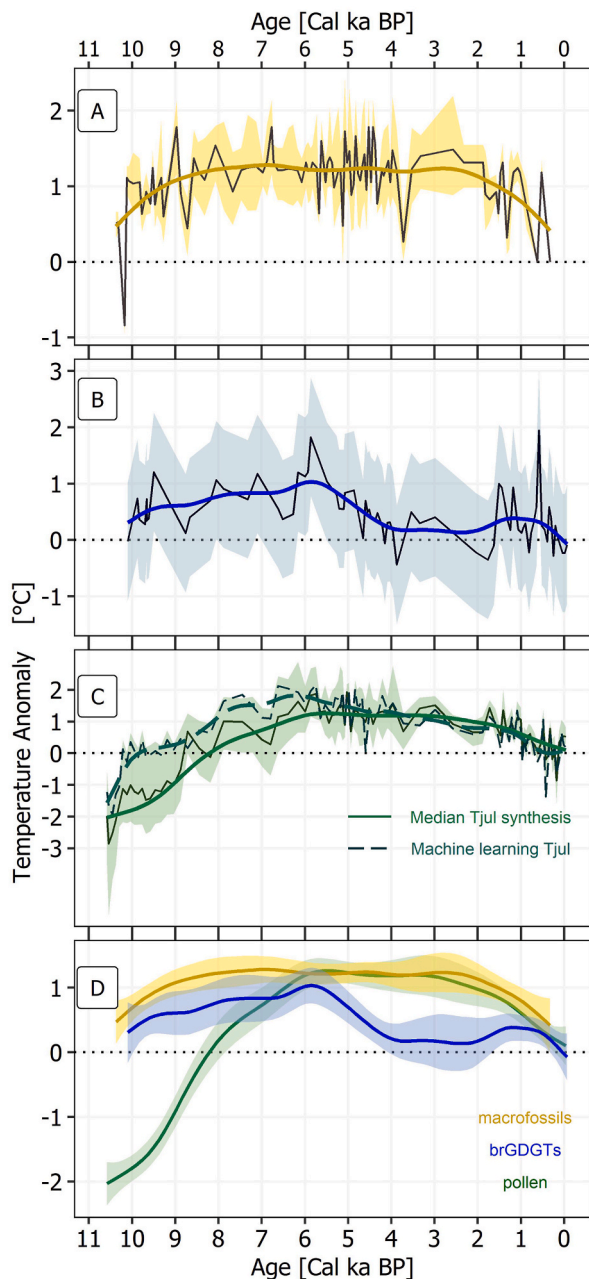 Age [Cal ka BP]
11 10 9 8 7 6 5 4 3 2 1 0
A
2
1
0
-1
B
3
2
1
0
-1
Temperature Anomaly [°C]
C
2
1
0
-1
-2
-3
Median Tjul synthesis
Machine learning Tjul
D
1
0
-1
-2
macrofossils
brGDGTs
pollen
11 10 9 8 7 6 5 4 3 2 1 0
Age [Cal ka BP]